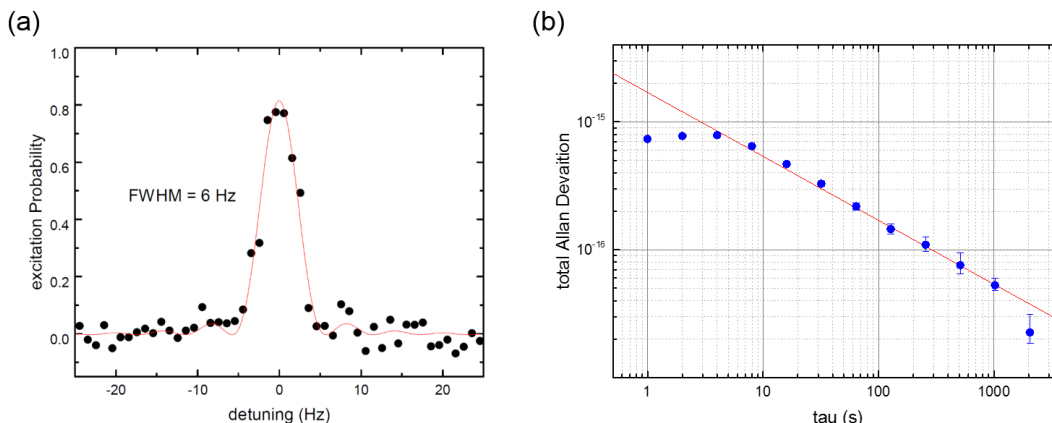 (a)
1.0
0.8
0.6
0.4
0.2
0.0
excitation Probability
FWHM = 6 Hz
-20
-10
0
10
20
detuning (Hz)
(b)
10-15
10-16
total Allan Devaition
1
10
100
1000
tau (s)